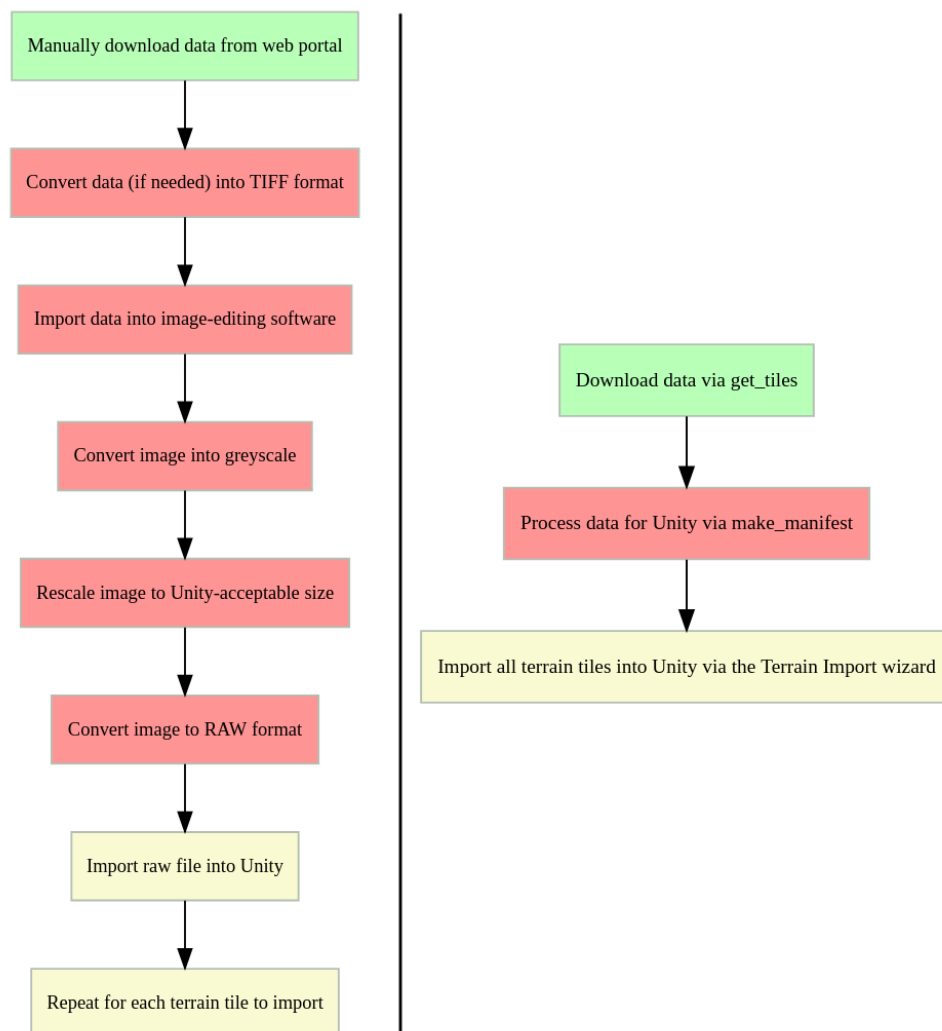 Manually download data from web portal
Convert data (if needed) into TIFF format
Import data into image-editing software
Convert image into greyscale
Rescale image to Unity-acceptable size
Convert image to RAW format
Import raw file into Unity
Repeat for each terrain tile to import
Download data via get_tiles
Process data for Unity via make_manifest
Import all terrain tiles into Unity via the Terrain Import wizard